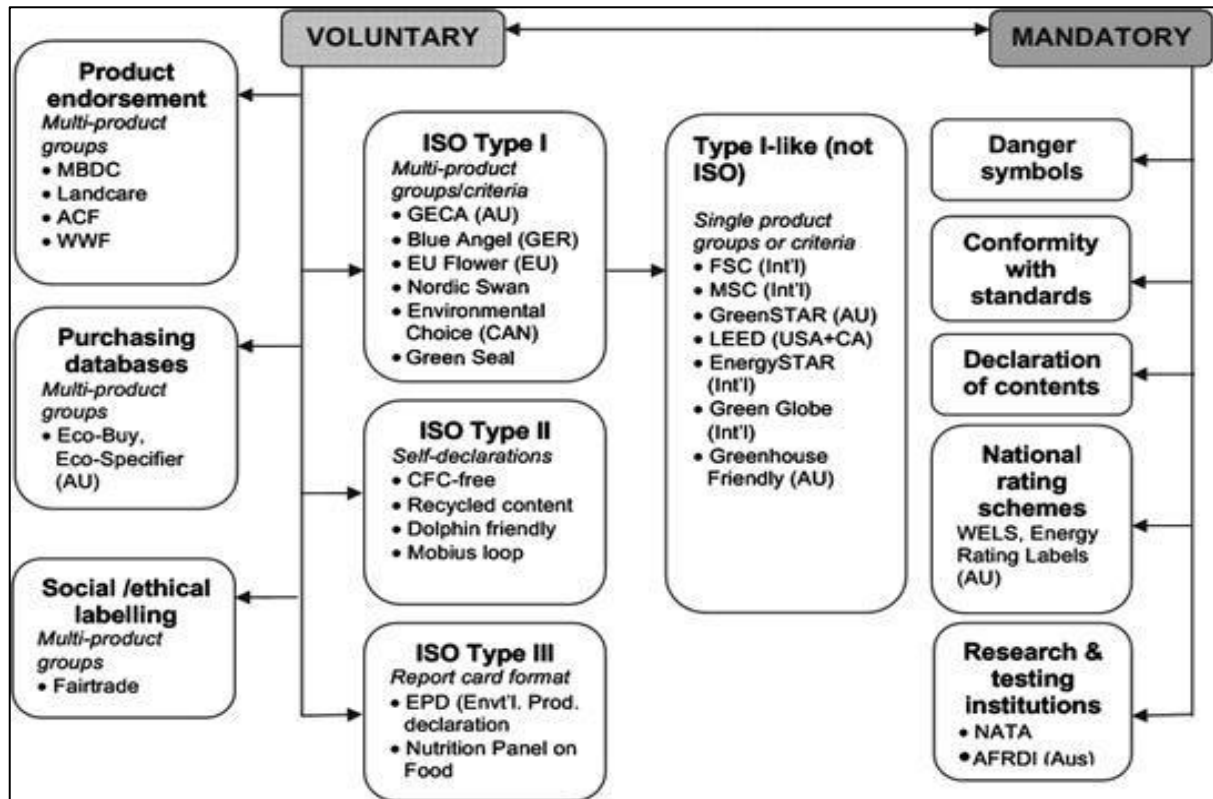 VOLUNTARY
MANDATORY
Product
endorsement
Multi-product
groups
• MBDC
• Landcare
• ACF
• WWF
Purchasing
databases
Multi-product
groups
• Eco-Buy,
Eco-Specifier
(AU)
Social /ethical
labelling
Multi-product
groups
• Fairtrade
ISO Type I
Multi-product
groups/criteria
• GECA (AU)
• Blue Angel (GER)
• EU Flower (EU)
• Nordic Swan
• Environmental
Choice (CAN)
• Green Seal
ISO Type II
Self-declarations
• CFC-free
• Recycled content
• Dolphin friendly
• Mobius loop
ISO Type III
Report card format
• EPD (Envt'l. Prod.
declaration
• Nutrition Panel on
Food
Type I-like (not
ISO)
Single product
groups or criteria
• FSC (Int'l)
• MSC (Int'l)
• GreenSTAR (AU)
• LEED (USA+CA)
• EnergySTAR
(Int'l)
• Green Globe
(Int'l)
• Greenhouse
Friendly (AU)
Danger
symbols
Conformity
with
standards
Declaration
of contents
National
rating
schemes
WELS, Energy
Rating Labels
(AU)
Research &
testing
institutions
• NATA
• AFRDI (Aus)